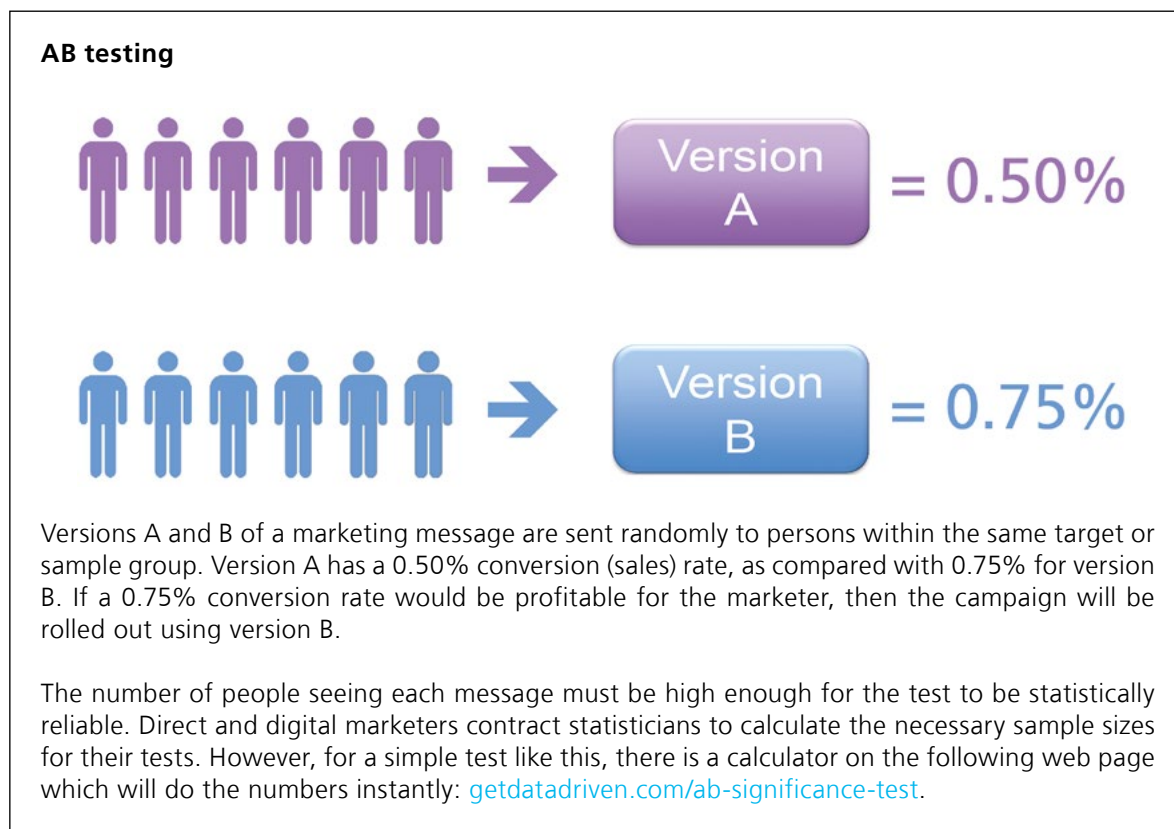 AB testing
Version
A
= 0.50%
Version
B
= 0.75%
Versions A and B of a marketing message are sent randomly to persons within the same target or
sample group. Version A has a 0.50% conversion (sales) rate, as compared with 0.75% for version
B. If a 0.75% conversion rate would be profitable for the marketer, then the campaign will be
rolled out using version B.
The number of people seeing each message must be high enough for the test to be statistically
reliable. Direct and digital marketers contract statisticians to calculate the necessary sample sizes
for their tests. However, for a simple test like this, there is a calculator on the following web page
which will do the numbers instantly: getdatadriven.com/ab-significance-test.